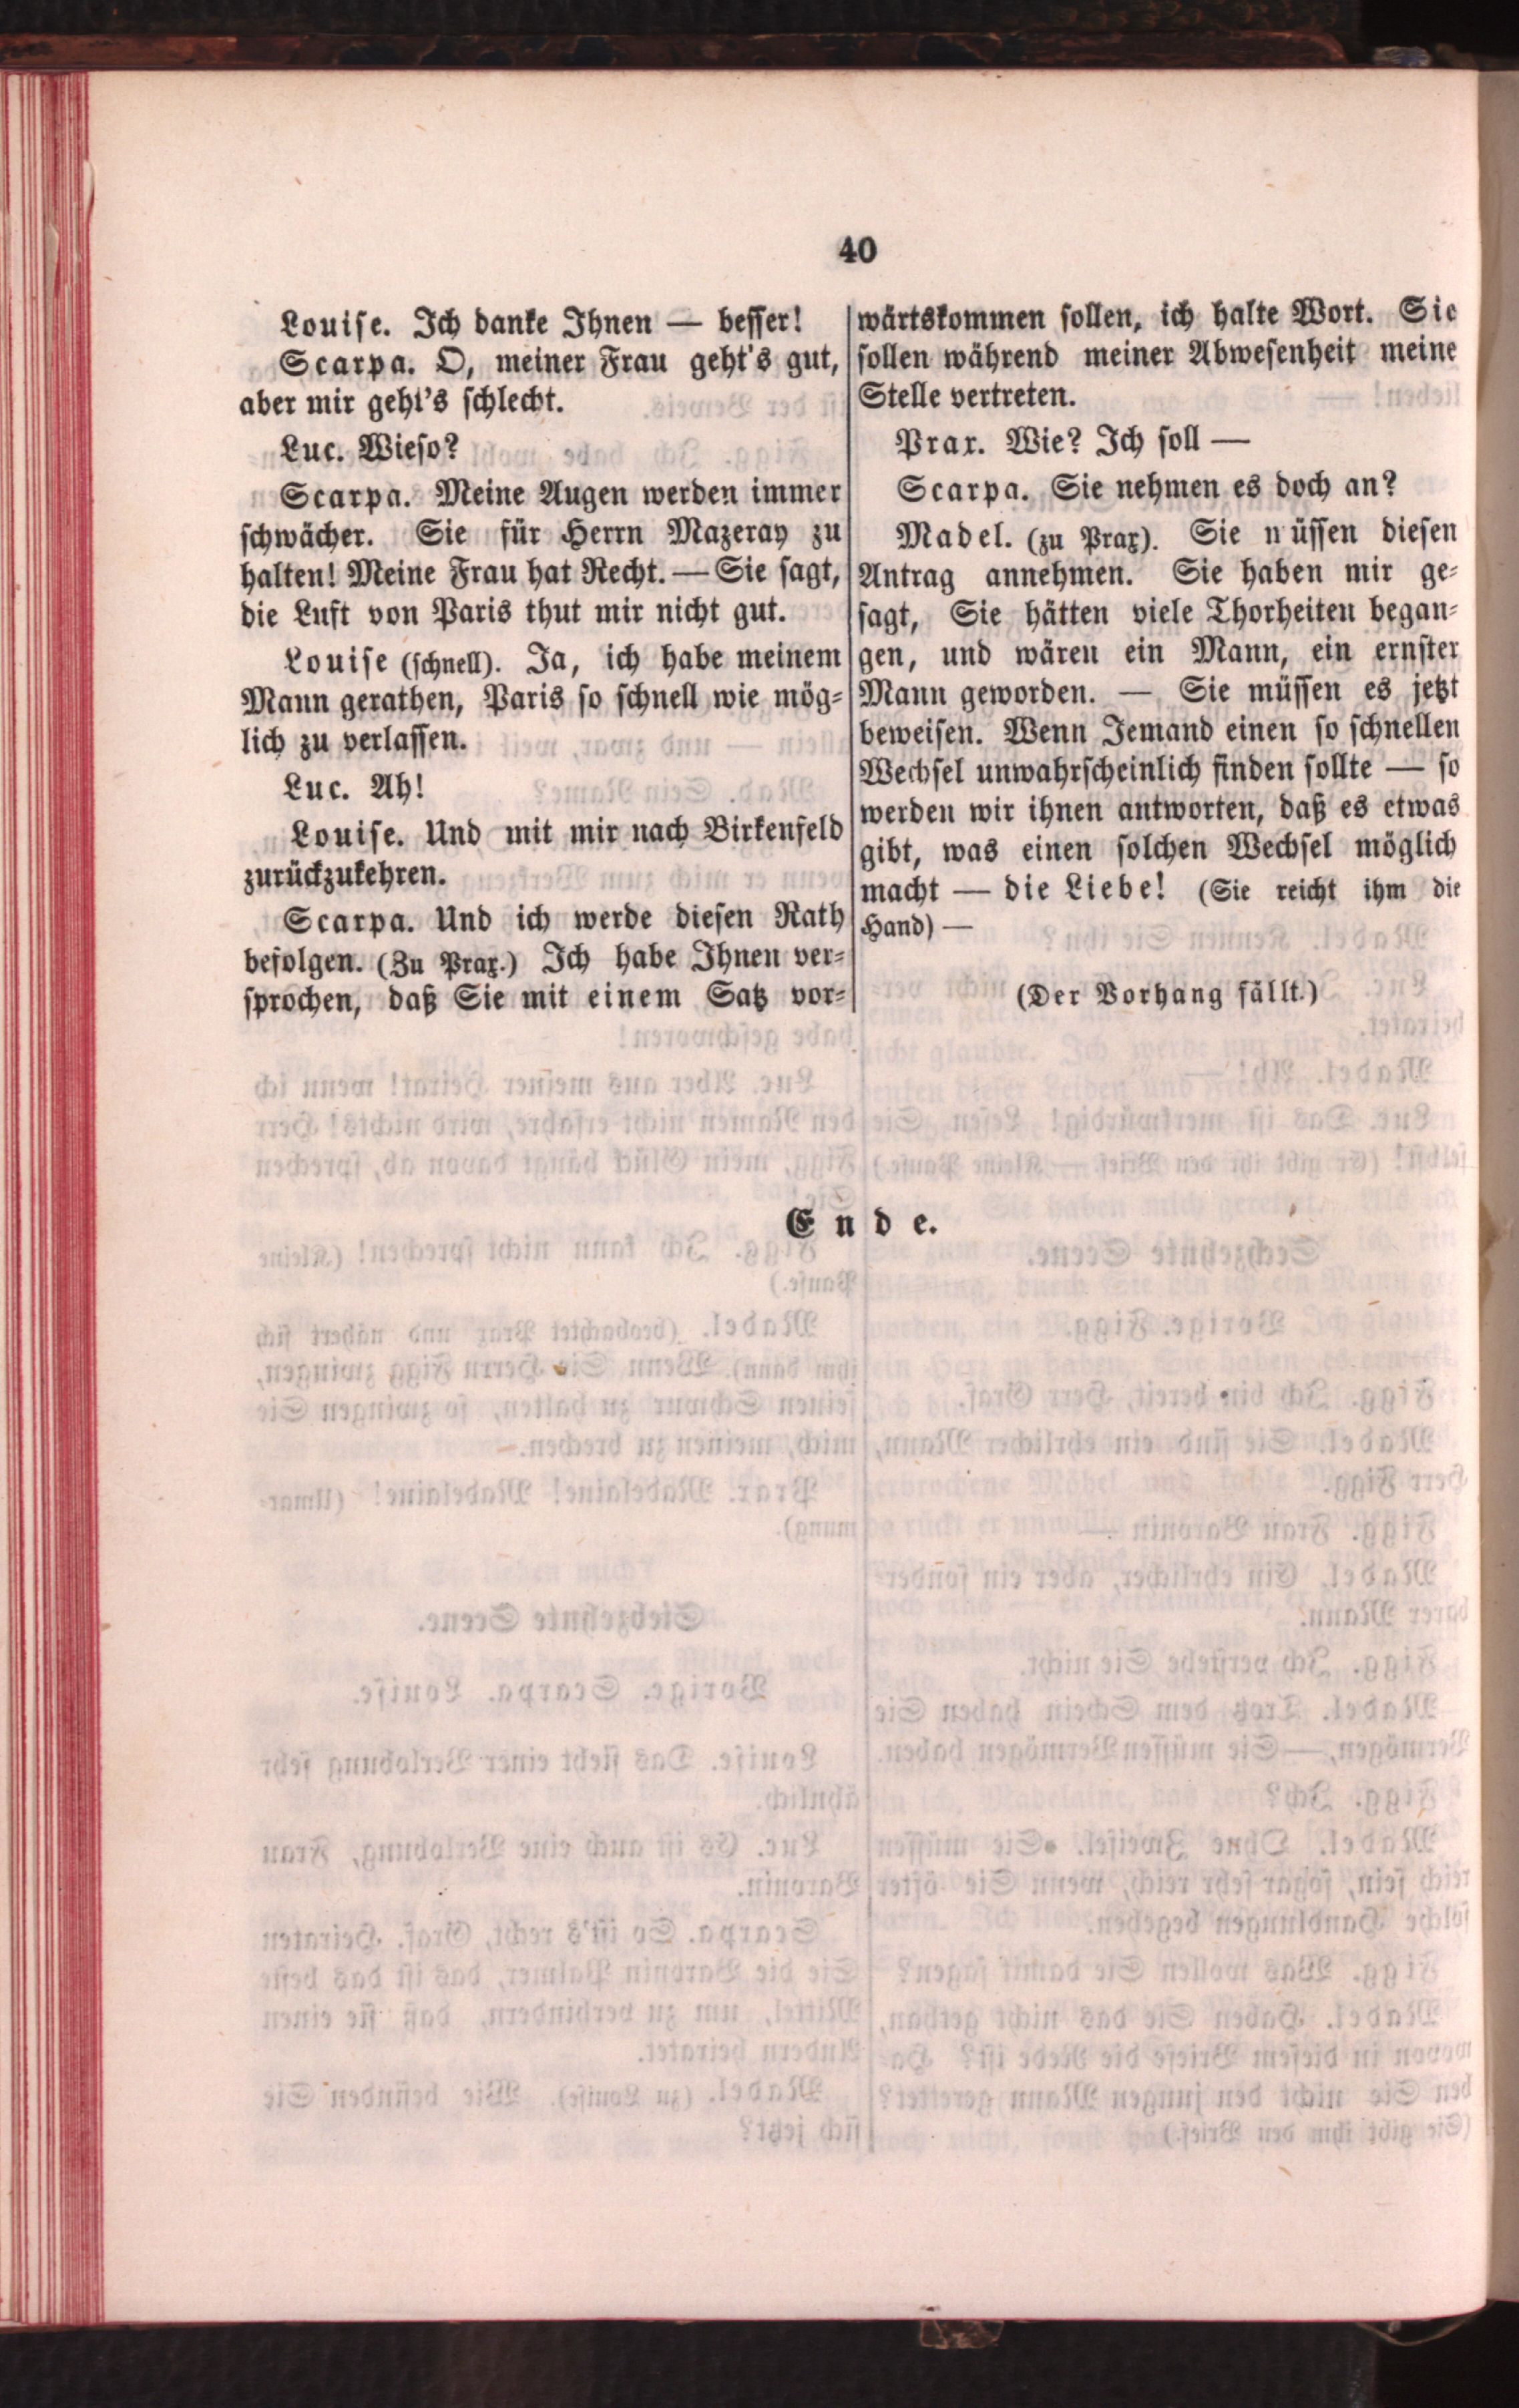 40
Louise. Ich danke Ihnen — besser!
Scarpa. O, meiner Frau geht's gut,
aber mir geht's schlecht.
Luc. Wieso?
Scarpa. Meine Augen werden immer
schwächer. Sie für Herrn Mazeray zu
halten! Meine Frau hat Recht. — Sie sagt,
die Luft von Paris thut mir nicht gut.
Louise (schnell). Ja, ich habe meinem
Mann gerathen, Paris so schnell wie mög-
lich zu verlassen.
Luc. Ah!
Louise. Und mit mir nach Birkenfeld
zurückzukehren.
Scarpa. Und ich werde diesen Rath
befolgen. (Zu Prax.) Ich habe Ihnen ver-
sprochen, daß Sie mit einem Satz vor-
wärtskommen sollen, ich halte Wort. Sie
sollen während meiner Abwesenheit meine
Stelle vertreten.
Prax. Wie? Ich soll —
Scarpa. Sie nehmen es doch an?
Madel. (zu Prax). Sie nüssen diesen
Antrag annehmen. Sie haben mir ge-
sagt, Sie hätten viele Thorheiten began-
gen, und wären ein Mann, ein ernster
Mann geworden. — Sie müssen es jetzt
beweisen. Wenn Jemand einen so schnellen
Wechsel unwahrscheinlich finden sollte — so
werden wir ihnen antworten, daß es etwas
gibt, was einen solchen Wechsel möglich
macht — die Liebe! (Sie reicht ihm die
Hand) —
(Der Vorhang fällt.)
Ende.